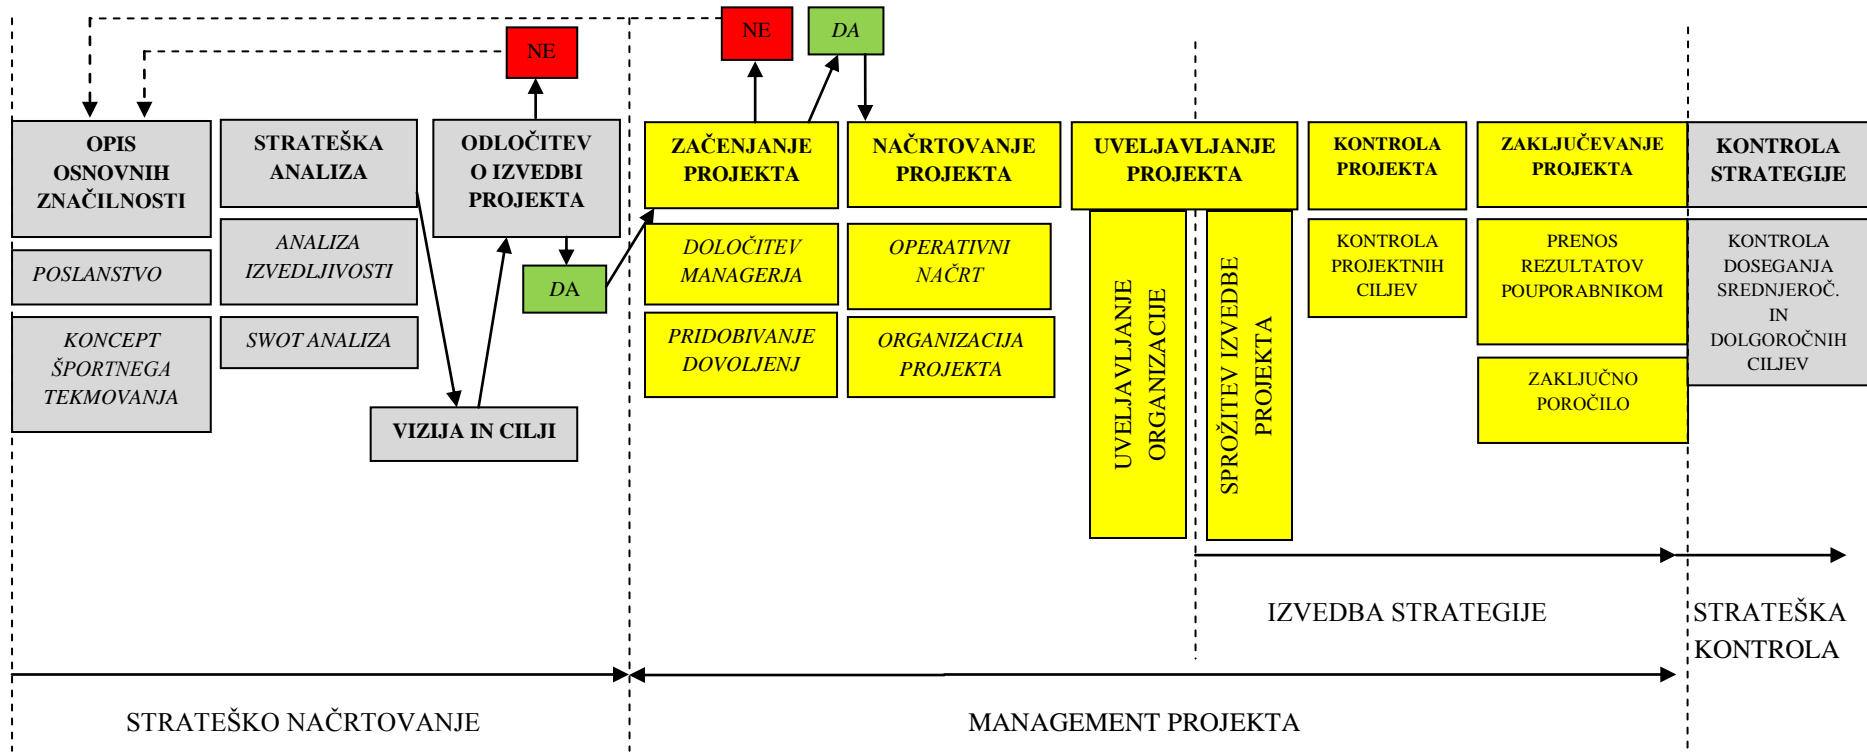 NE
NE
DA
OPIS
OSNOVNIH
ZNAČILNOSTI
STRATEŠKA
ANALIZA
ODLOČITEV
O IZVEDBI
PROJEKTA
ZAČENJANJE
PROJEKTA
NAČRTOVANJE
PROJEKTA
UVELJAVLJANJE
PROJEKTA
KONTROLA
PROJEKTA
ZAKLJUČEVANJE
PROJEKTA
KONTROLA
STRATEGIJE
POSLANSTVO
KONCEPT
ŠPORTNEGA
TEKMOVANJA
ANALIZA
IZVEDLJIVOSTI
SWOT ANALIZA
DA
VIZIJA IN CILJI
DOLOČITEV
MANAGERJA
PRIDOBIVANJE
DOVOLJENJ
OPERATIVNI
NAČRT
ORGANIZACIJA
PROJEKTA
UVELJAVLJANJE
ORGANIZACIJE
SPROŽITEV IZVEDBE
PROJEKTA
KONTROLA
PROJEKTNIH
CILJEV
PRENOS
REZULTATOV
POUPORABNIKOM
ZAKLJUČNO
POROČILO
KONTROLA
DOSEGANJA
SREDNJEROČ.
IN
DOLGOROČNIH
CILJEV
IZVEDBA STRATEGIJE
STRATEŠKA
KONTROLA
STRATEŠKO NAČRTOVANJE
MANAGEMENT PROJEKTA